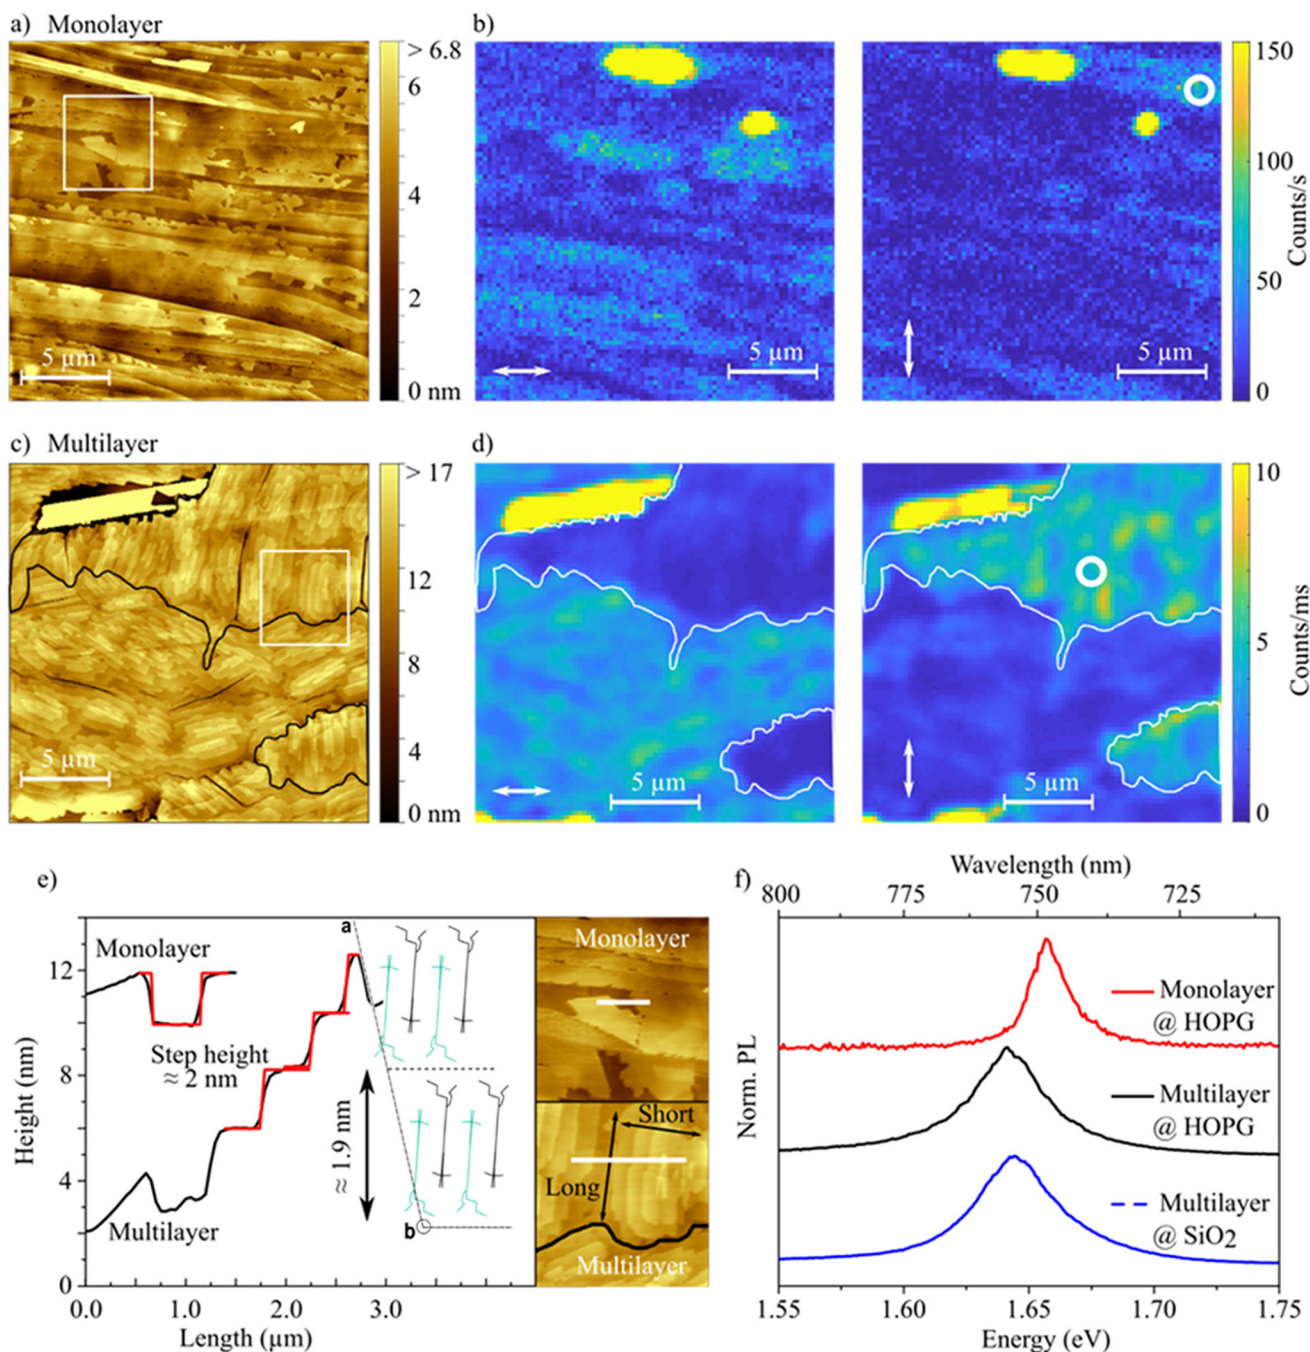 a) Monolayer
b)
> 6.8
6
4
2
0 nm
5 µm
5 µm
5 µm
150
100
50
0
Counts/s
c) Multilayer
d)
> 17
12
8
4
0 nm
5 µm
5 µm
5 µm
10
5
0
Counts/ms
e)
Height (nm)
12
8
4
0
0.0
1.0
2.0
3.0
Length (µm)
Monolayer
Step height
≈ 2 nm
Multilayer
a
≈ 1.9 nm
b
Monolayer
Short
Long
Multilayer
f)
Wavelength (nm)
800
775
750
725
Norm. PL
Monolayer
@ HOPG
Multilayer
@ HOPG
Multilayer
@ SiO2
1.55
1.60
1.65
1.70
1.75
Energy (eV)